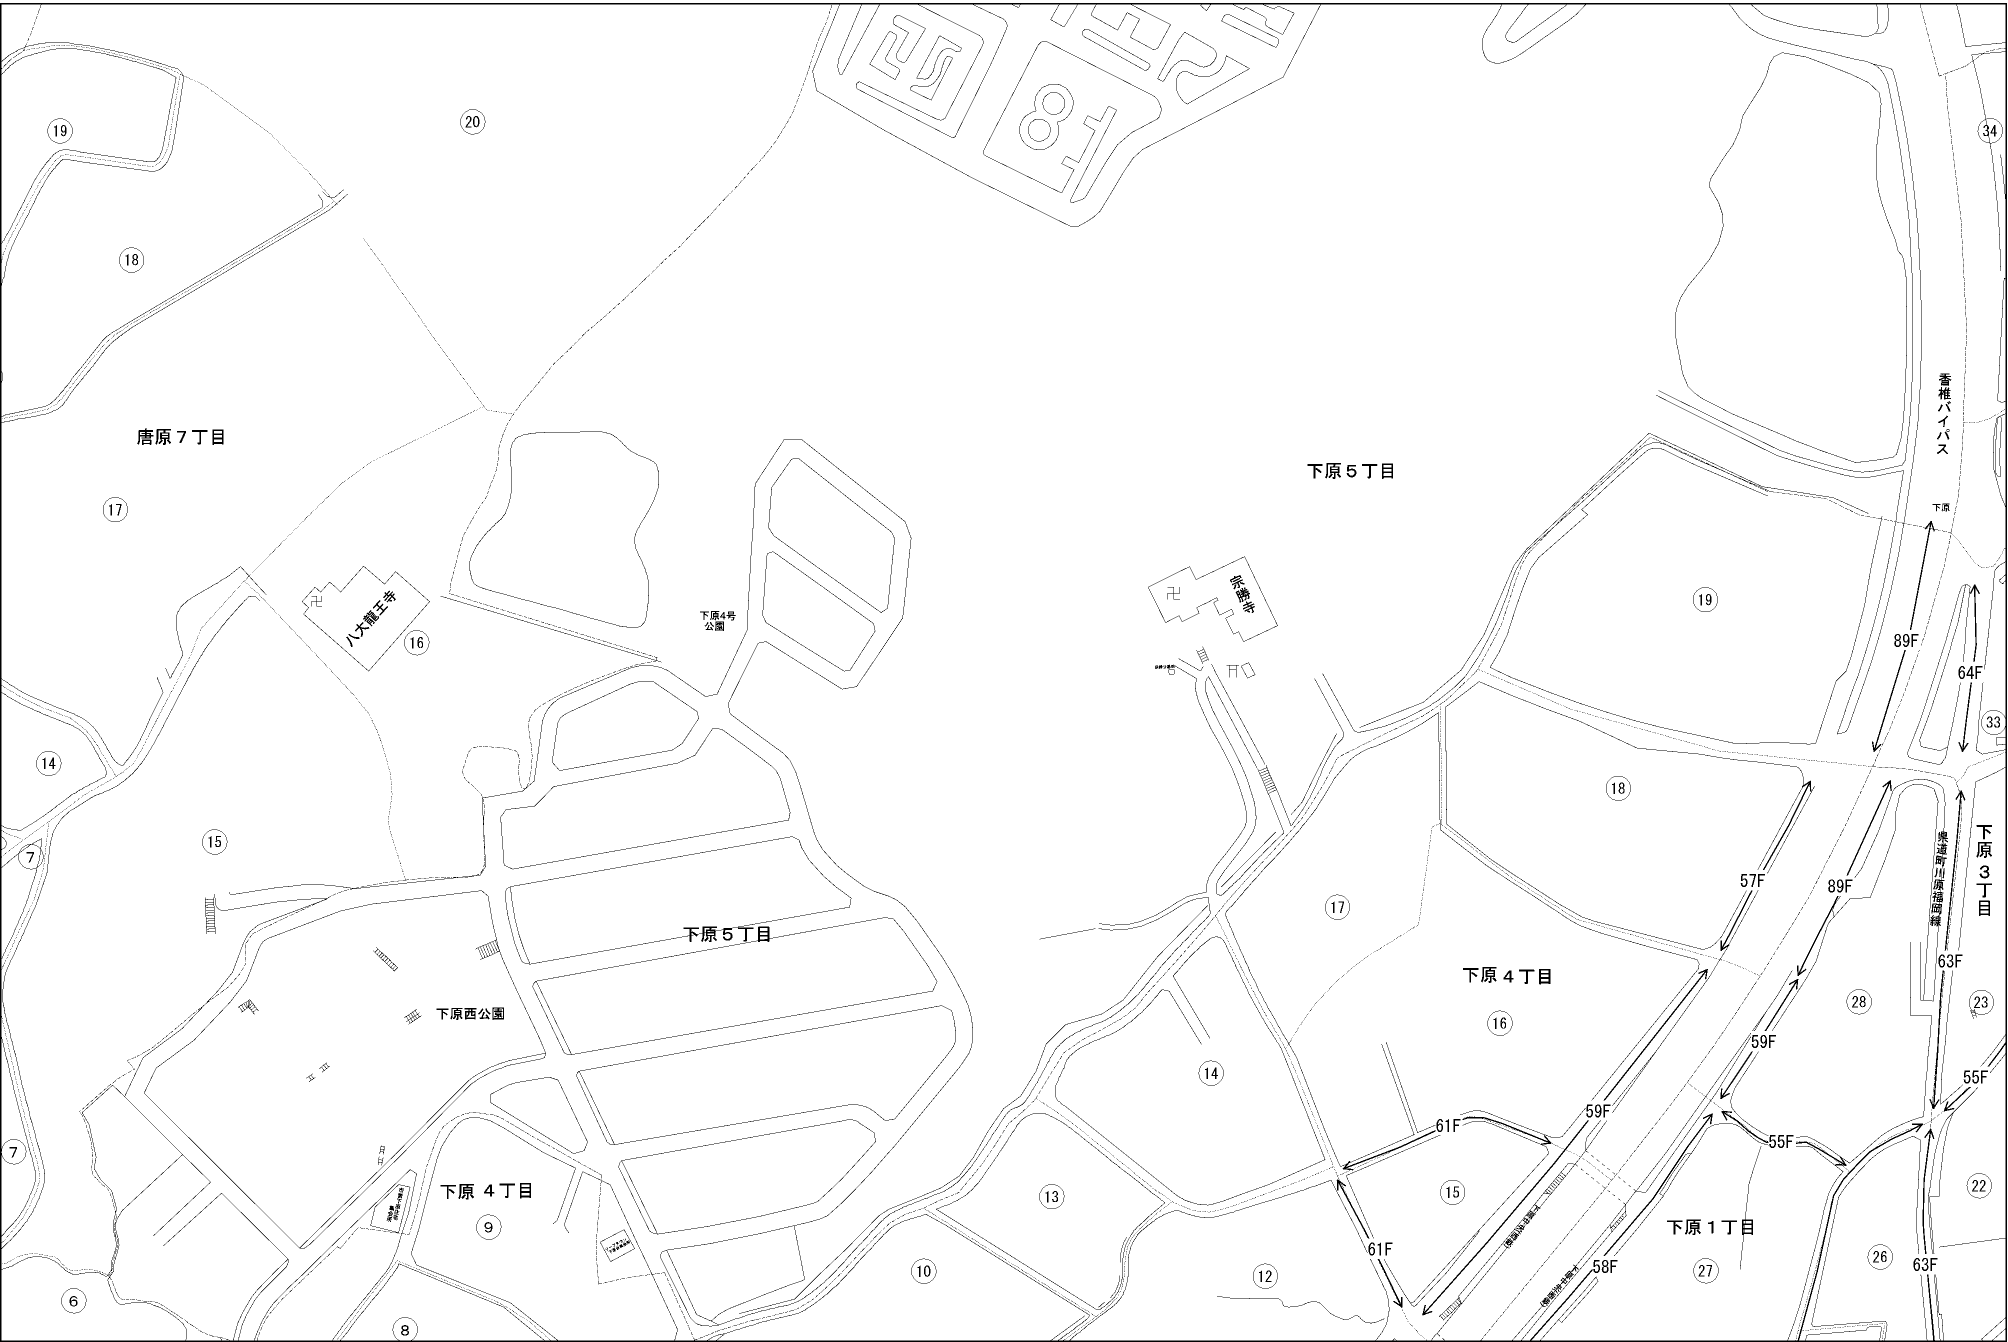 20
19
34
18
香椎バイパス
唐原７丁目
下原５丁目
17
下原
19
宗勝寺
八大龍王寺
下原4号
公園
16
89F
64F
33
14
18
15
7
57F
89F
県道町川原福岡線
下原３丁目
17
下原５丁目
63F
下原４丁目
28
23
下原西公園
16
59F
14
55F
59F
61F
55F
7
下原４丁目
13
15
22
9
下原１丁目
61F
26
63F
10
12
58F
27
6
8